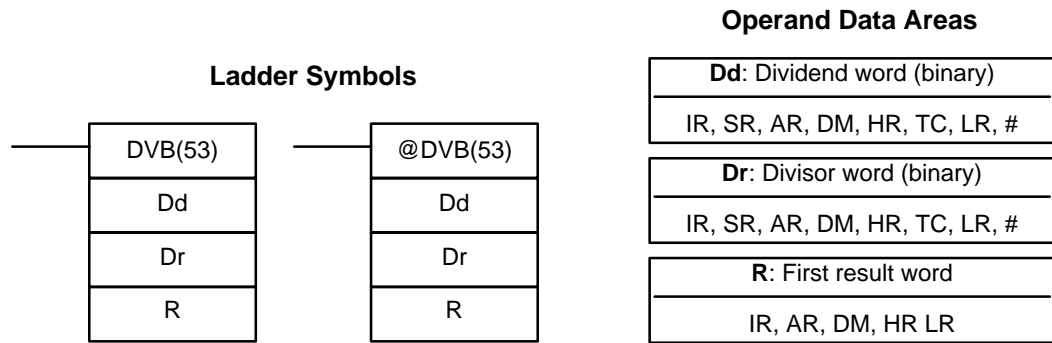 Ladder Symbols
DVB(53)
Dd
Dr
R
@DVB(53)
Dd
Dr
R
Operand Data Areas
Dd: Dividend word (binary)
IR, SR, AR, DM, HR, TC, LR, #
Dr: Divisor word (binary)
IR, SR, AR, DM, HR, TC, LR, #
R: First result word
IR, AR, DM, HR LR